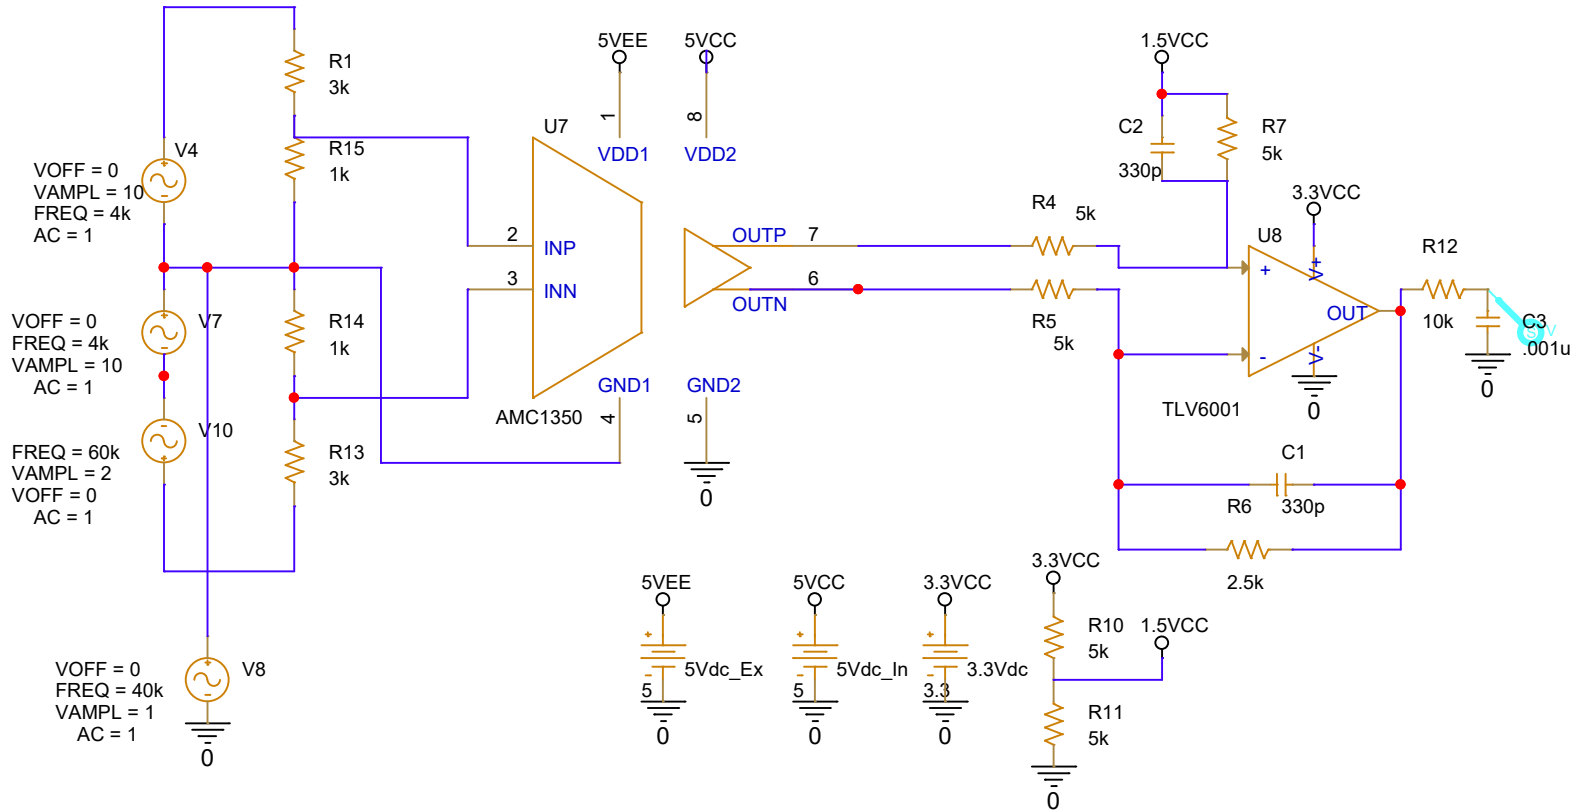 R1
3k
V4
VOFF = 0
VAMPL = 10
FREQ = 4k
AC = 1
R15
1k
V7
VOFF = 0
FREQ = 4k
VAMPL = 10
AC = 1
R14
1k
V10
FREQ = 60k
VAMPL = 2
VOFF = 0
AC = 1
R13
3k
V8
VOFF = 0
FREQ = 40k
VAMPL = 1
AC = 1
0
5VEE
5VCC
U7
1
8
VDD1
VDD2
2
INP
3
INN
OUTP
7
6
OUTN
GND1
GND2
4
5
AMC1350
0
1.5VCC
C2
330p
R7
5k
R4
5k
R5
5k
3.3VCC
U8
+
V+
OUT
-
V-
0
TLV6001
R12
10k
C3
.001u
V
0
C1
330p
R6
2.5k
5VEE
+
-
5Vdc_Ex
5
0
5VCC
+
-
5Vdc_In
5
0
3.3VCC
+
-
3.3Vdc
3.3
0
3.3VCC
R10
5k
1.5VCC
R11
5k
0